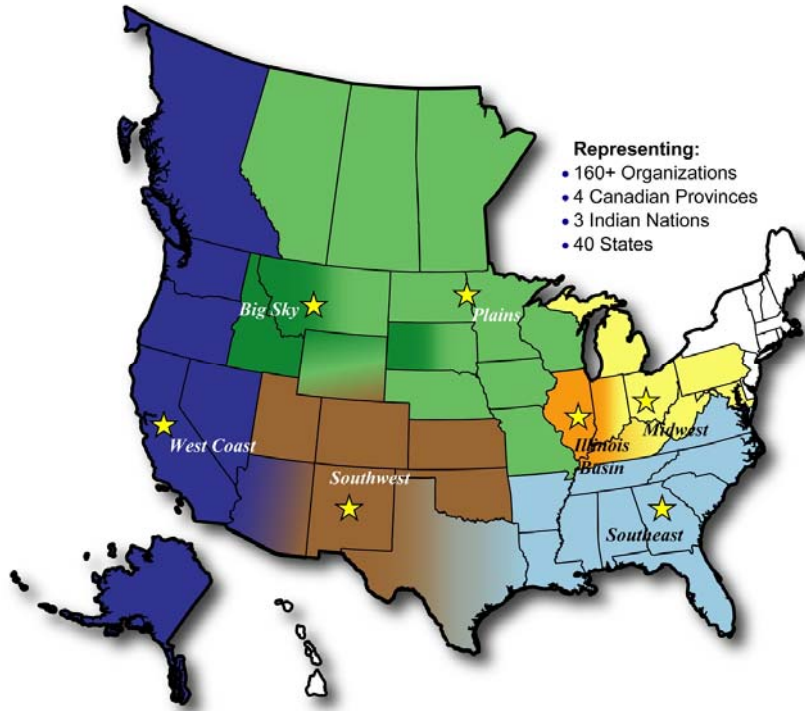 Representing:
• 160+ Organizations
• 4 Canadian Provinces
• 3 Indian Nations
• 40 States
Big Sky
Plains
West Coast
Southwest
Illinois
Basin
Midwest
Southeast